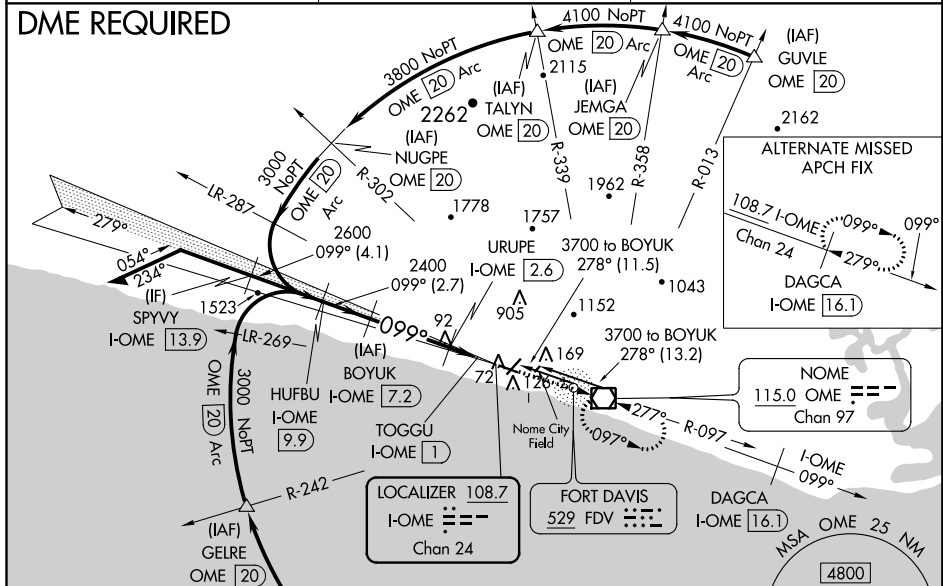 DME REQUIRED
4100 NoPT
OME 20 Arc
4100 NoPT
OME 20 Arc
(IAF)
GUVLE
OME 20
3800 NoPT
OME 20 Arc
2115
(IAF)
TALYN
OME 20
(IAF)
JEMGA
OME 20
2262
2162
(IAF)
NUGPE
OME 20
3000 NoPT
OME 20 Arc
R-302
R-339
R-358
R-013
ALTERNATE MISSED
APCH FIX
108.7 I-OME
Chan 24
099°
279°
099°
DAGCA
I-OME 16.1
LR-287
1778
1962
1757
279°
2600
099° (4.1)
URUPE
I-OME 2.6
3700 to BOYUK
278° (11.5)
054°
234°
2400
099° (2.7)
905
1043
1152
(IF)
SPYVY
I-OME 13.9
1523
099°
92
3700 to BOYUK
278° (13.2)
LR-269
(IAF)
BOYUK
I-OME 7.2
72
126
169
HUFBU
I-OME
9.9
NOME
115.0 OME
Chan 97
OME 20 Arc
3000 NoPT
TOGGU
I-OME 1
Nome City
Field
097°
277°
R-097
I-OME
099°
R-242
LOCALIZER 108.7
I-OME
Chan 24
FORT DAVIS
529 FDV
DAGCA
I-OME 16.1
(IAF)
GELRE
OME 20
MSA OME 25 NM
4800